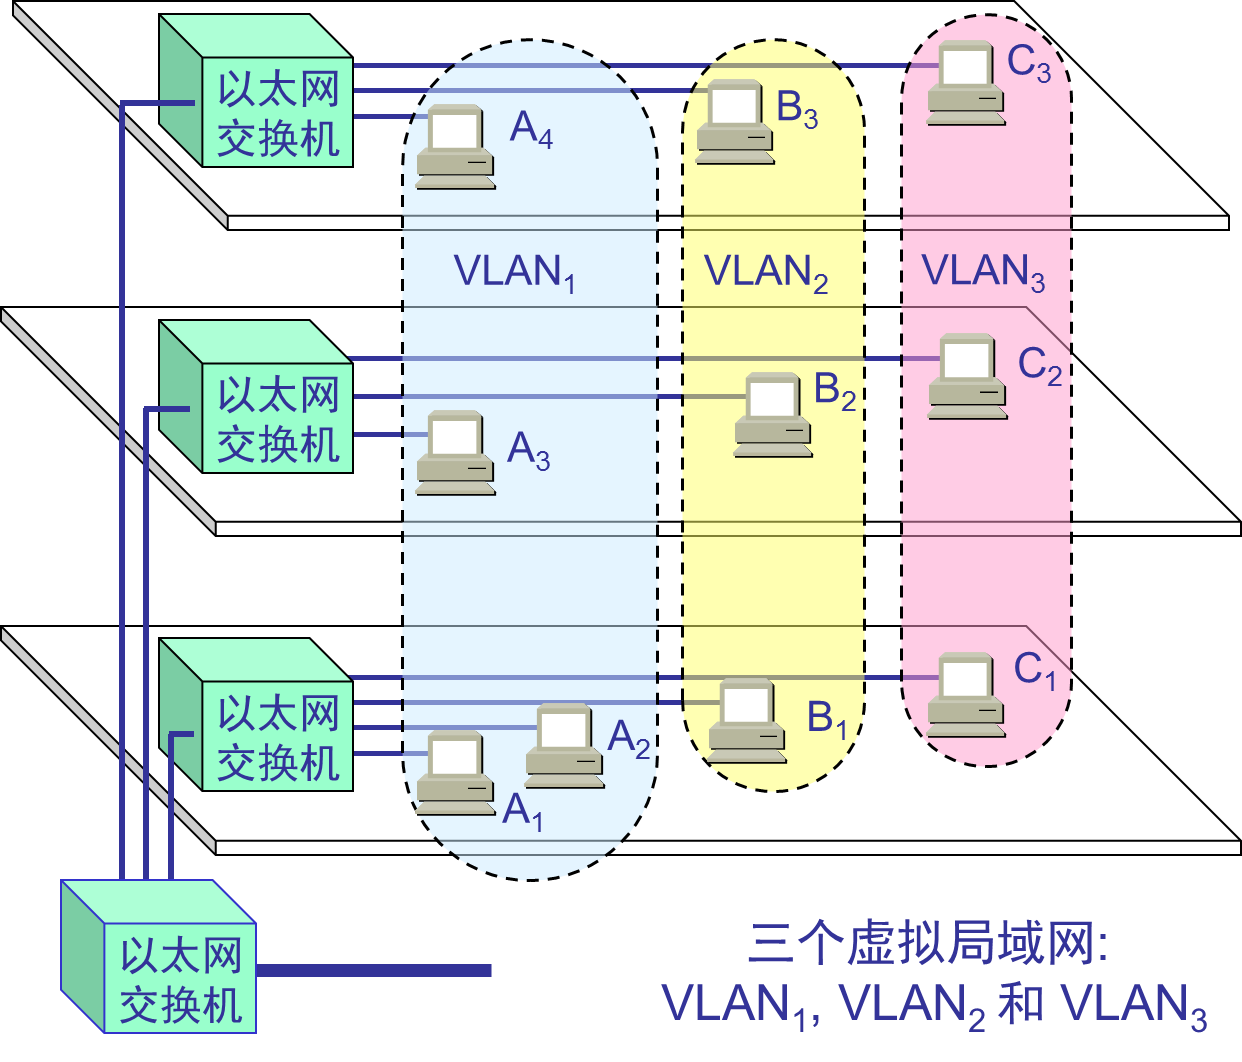 以太网
交换机
C3
B3
A4
VLAN1
VLAN2
VLAN3
以太网
交换机
C2
B2
A3
以太网
交换机
C1
B1
A2
A1
以太网
交换机
三个虚拟局域网:
VLAN1, VLAN2 和 VLAN3